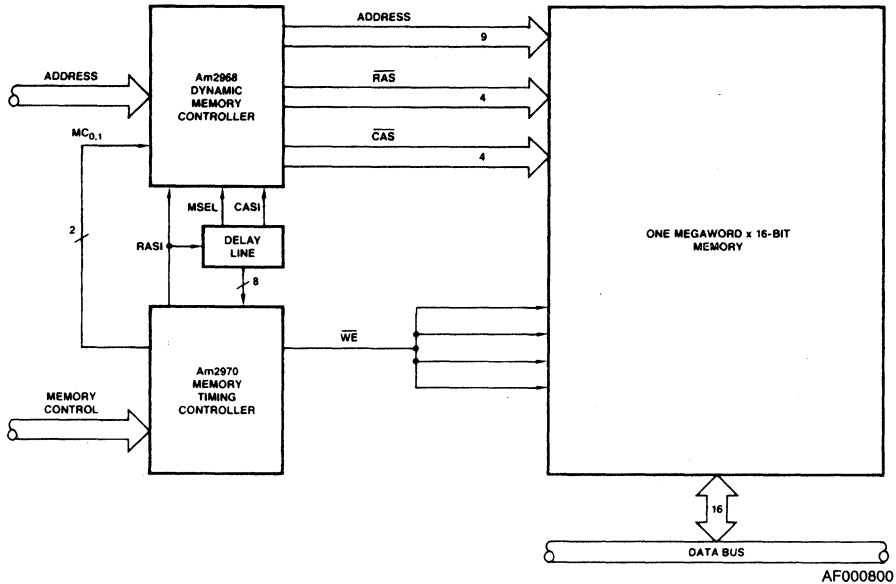 ADDRESS
9
Am2968
DYNAMIC
MEMORY
CONTROLLER
ADDRESS
RAS
4
MC0,1
CAS
4
MSEL
CASI
2
RASI
DELAY
LINE
8
ONE MEGAWORD x 16-BIT
MEMORY
WE
Am2970
MEMORY
TIMING
CONTROLLER
MEMORY
CONTROL
16
DATA BUS
AF000800